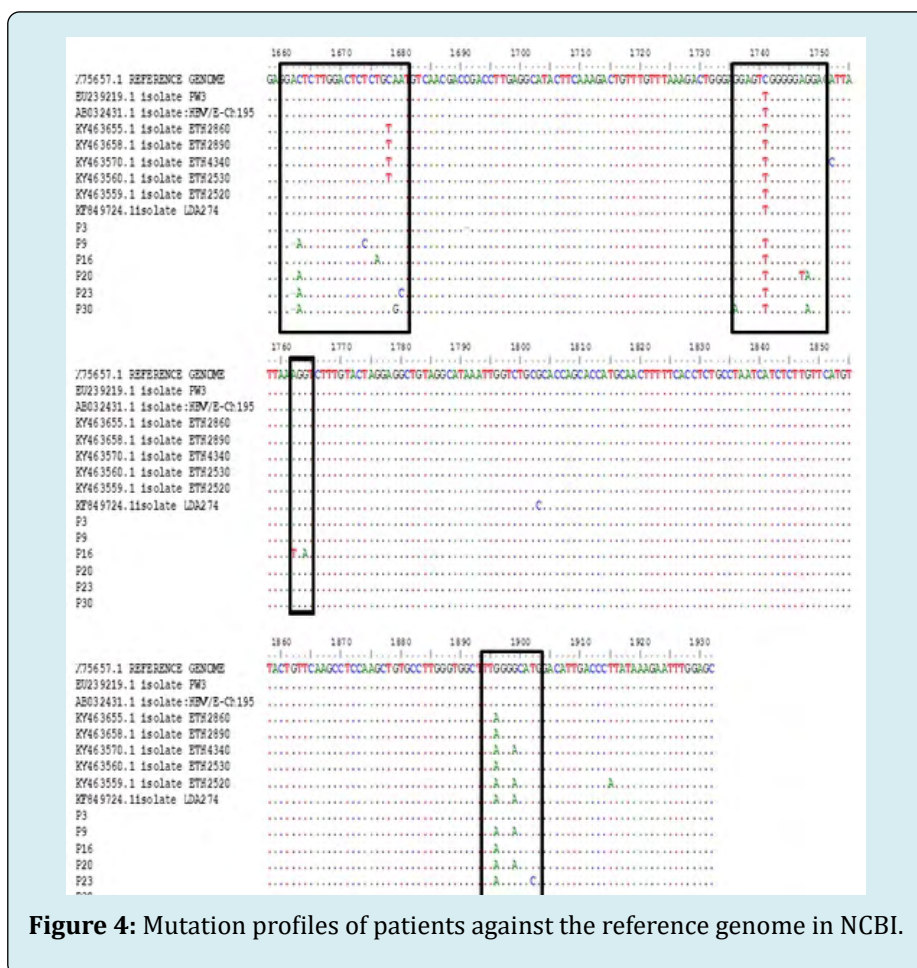 1660 1670 1680 1690 1700 1710 1720 1730 1740 1750
V75657.1 REFERENCE GENOME GAGGACTCTTGGACTCTCTGCAATGTCAACGACCGACCTTGAGGCATACTTCAAAGACTGTTTGTTTAAAGACTGGGAGGAGTCGGGGGAGGAGATTA
EU239219.1 isolate PW3 T
AB032431.1 isolate:HBV/E-Ch195 T
KY463655.1 isolate ETH2860 T T
KY463658.1 isolate ETH2890 T T
KY463570.1 isolate ETH4340 T T C
KY463560.1 isolate ETH2530 T T
KY463559.1 isolate ETH2520 T
KF849724.1isolate LDA274 T
P3
P9 A C T
P16 A T
P20 A T TA
P23 A C T
P30 A G A T A
1760 1770 1780 1790 1800 1810 1820 1830 1840 1850
V75657.1 REFERENCE GENOME TTAAAGGTCTTTGTACTAGGAGGCTGTAGGCATAAATTGGTCTGCGCACCAGCACCATGCAACTTTTTCACCTCTGCCTAATCATCTCTTGTTCATGT
EU239219.1 isolate PW3
AB032431.1 isolate:HBV/E-Ch195
KY463655.1 isolate ETH2860
KY463658.1 isolate ETH2890
KY463570.1 isolate ETH4340
KY463560.1 isolate ETH2530
KY463559.1 isolate ETH2520
KF849724.1isolate LDA274 C
P3
P9
P16 T.A
P20
P23
P30
1860 1870 1880 1890 1900 1910 1920 1930
V75657.1 REFERENCE GENOME TACTGTTCAAGCCTCCAAGCTGTGCCTTGGGTGGCTTTGGGGCATGGACATTGACCCTTATAAAGAATTTGGAGC
EU239219.1 isolate PW3
AB032431.1 isolate:HBV/E-Ch195
KY463655.1 isolate ETH2860 A
KY463658.1 isolate ETH2890 A
KY463570.1 isolate ETH4340 A..A
KY463560.1 isolate ETH2530 A
KY463559.1 isolate ETH2520 A..A A
KF849724.1isolate LDA274 A..A
P3
P9 A..A
P16 A
P20 A..A
P23 A C
Figure 4: Mutation profiles of patients against the reference genome in NCBI.